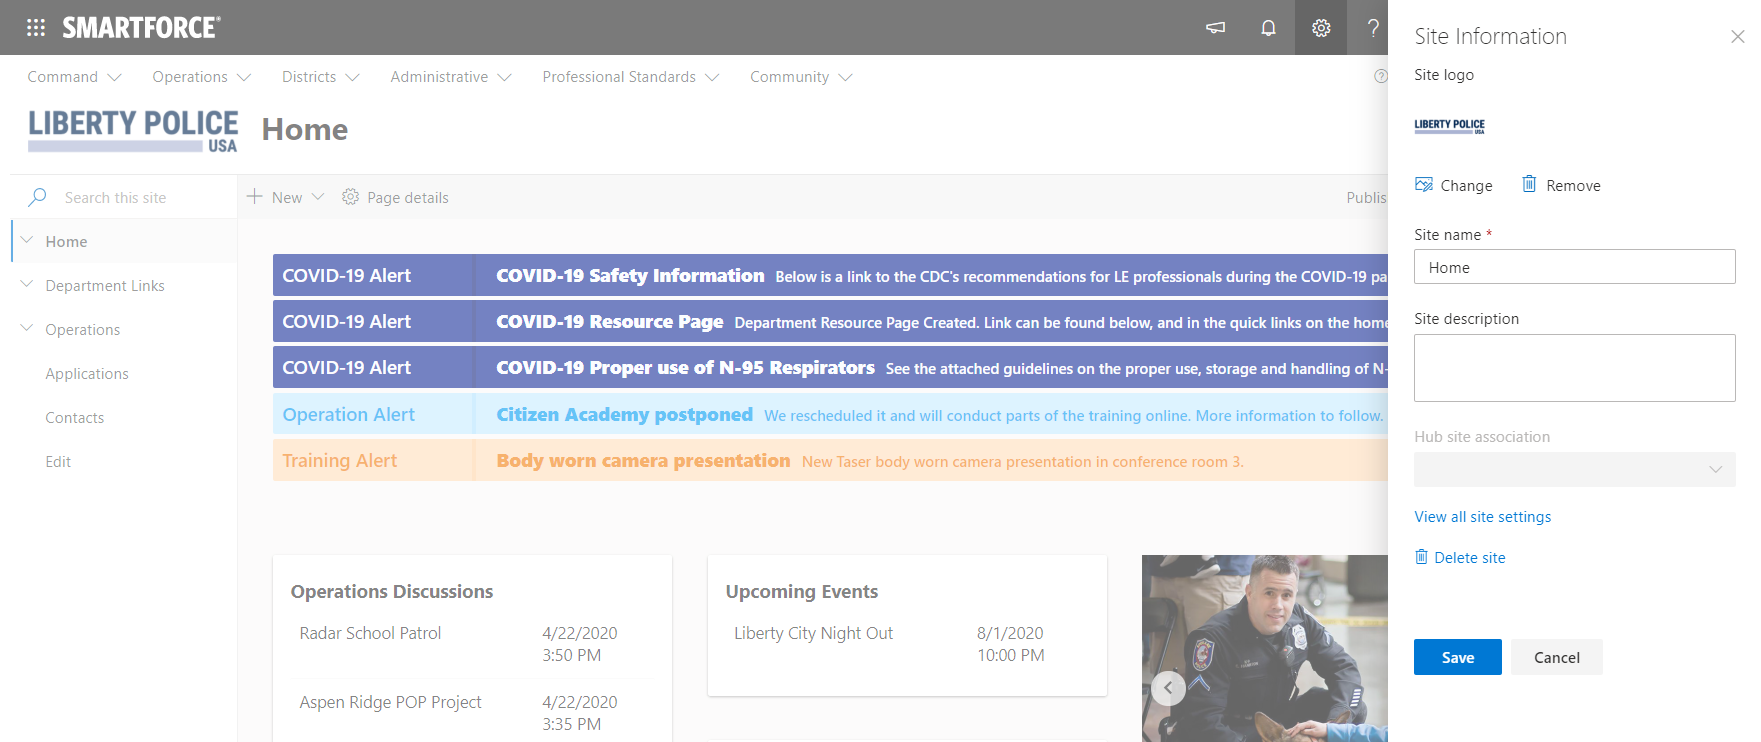 SMARTFORCE®
Command
Operations
Districts
Administrative
Professional Standards
Community
LIBERTY POLICE
USA
Home
Search this site
New
Page details
Publis
Home
Department Links
Operations
Applications
Contacts
Edit
COVID-19 Alert COVID-19 Safety Information Below is a link to the CDC's recommendations for LE professionals during the COVID-19 pa
COVID-19 Alert COVID-19 Resource Page Department Resource Page Created. Link can be found below, and in the quick links on the home
COVID-19 Alert COVID-19 Proper use of N-95 Respirators See the attached guidelines on the proper use, storage and handling of N-
Operation Alert Citizen Academy postponed We rescheduled it and will conduct parts of the training online. More information to follow.
Training Alert Body worn camera presentation New Taser body worn camera presentation in conference room 3.
Operations Discussions
Radar School Patrol 4/22/2020
3:50 PM
Aspen Ridge POP Project 4/22/2020
3:35 PM
Upcoming Events
Liberty City Night Out 8/1/2020
10:00 PM
Site Information
Site logo
LIBERTY POLICE
USA
Change
Remove
Site name *
Home
Site description
Hub site association
View all site settings
Delete site
Save
Cancel